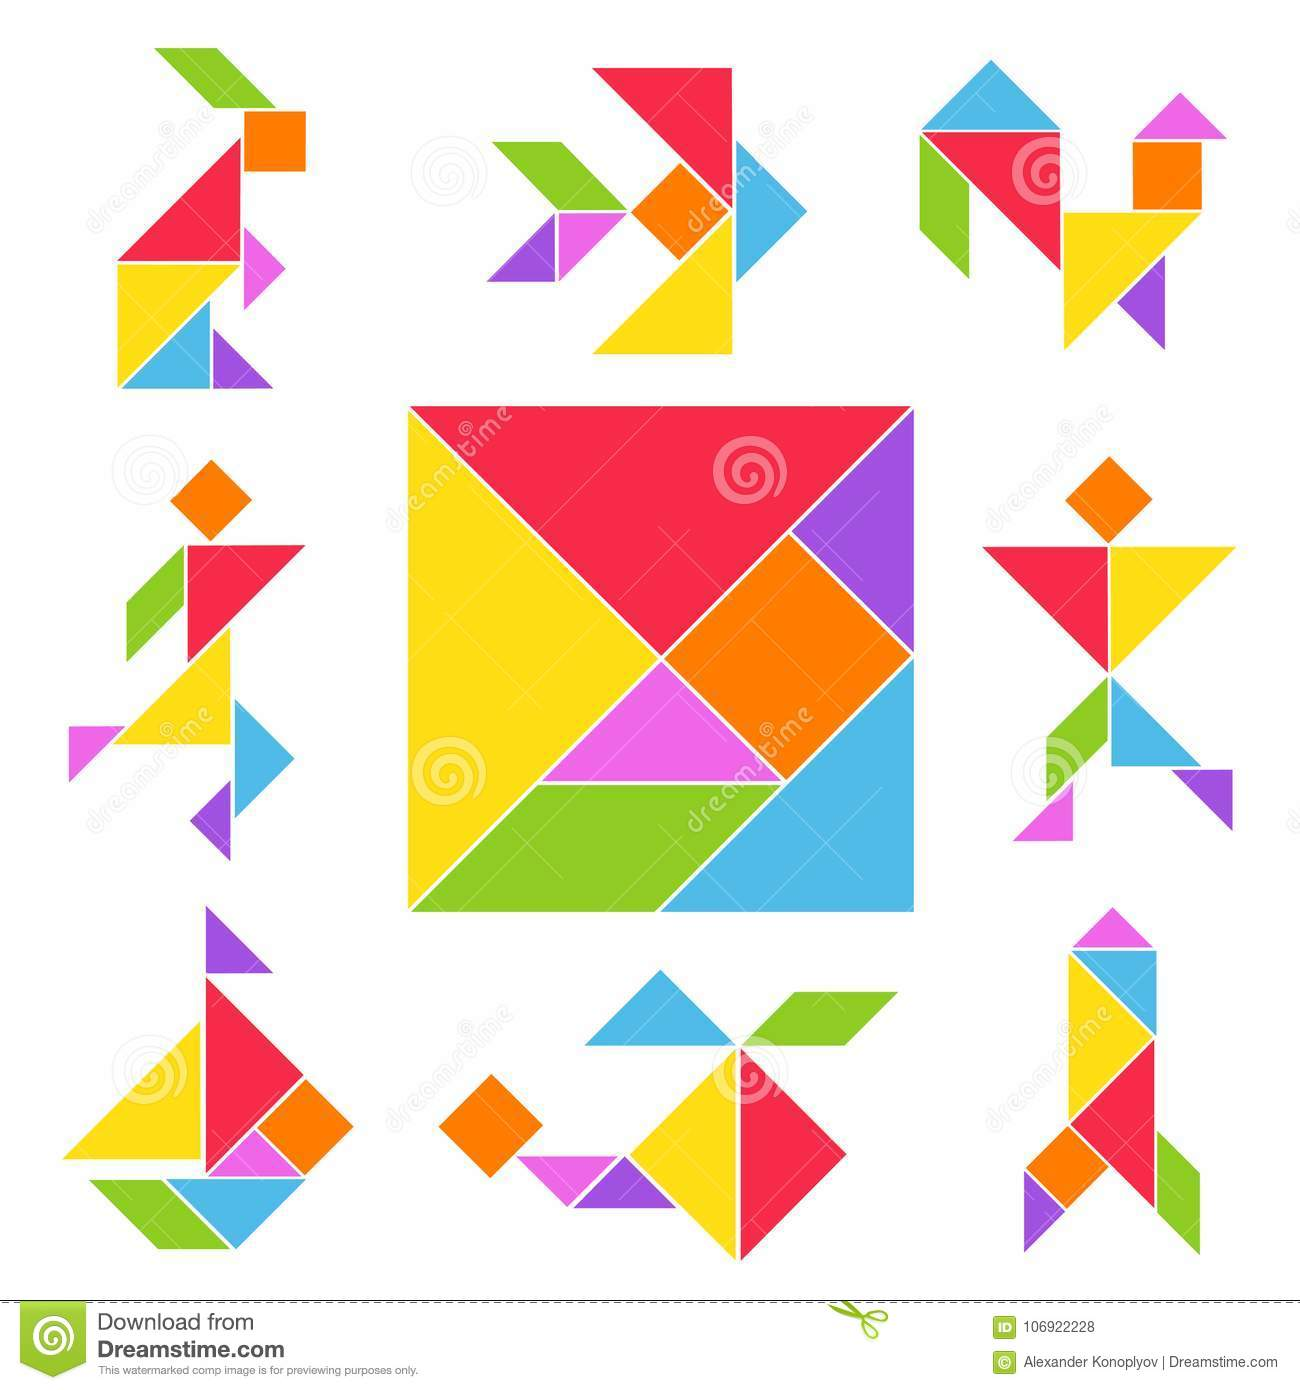 Download from
Dreamstime.com
This watermarked comp image is for previewing purposes only.
ID 106922228
© Alexander Konoplyov | Dreamstime.com